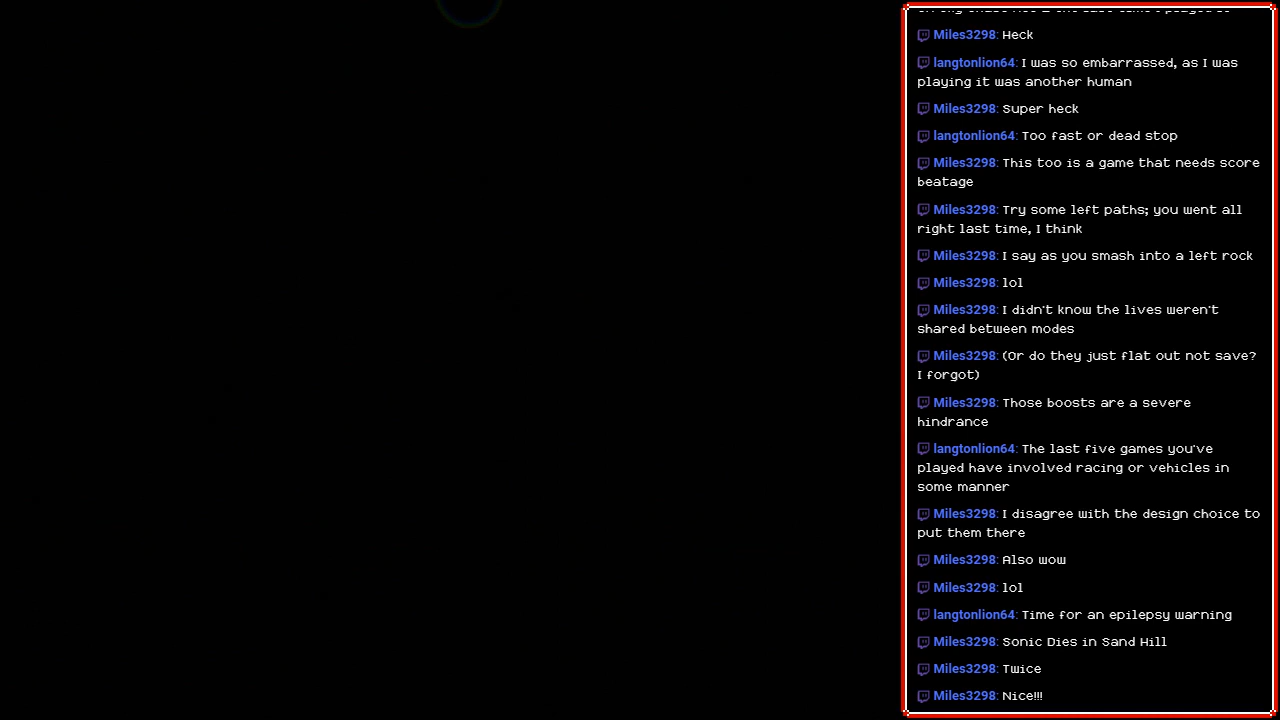 Miles3298: Heck
langtonlion64: I was so embarrassed, as I was
playing it was another human
Miles3298: Super heck
langtonlion64: Too fast or dead stop
Miles3298: This too is a game that needs score
beatage
Miles3298: Try some left paths; you went all
right last time, I think
Miles3298: I say as you smash into a left rock
Miles3298: lol
Miles3298: I didn't know the lives weren't
shared between modes
Miles3298: (Or do they just flat out not save?
I forgot)
Miles3298: Those boosts are a severe
hindrance
langtonlion64: The last five games you've
played have involved racing or vehicles in
some manner
Miles3298: I disagree with the design choice to
put them there
Miles3298: Also wow
Miles3298: lol
langtonlion64: Time for an epilepsy warning
Miles3298: Sonic Dies in Sand Hill
Miles3298: Twice
Miles3298: Nice!!!